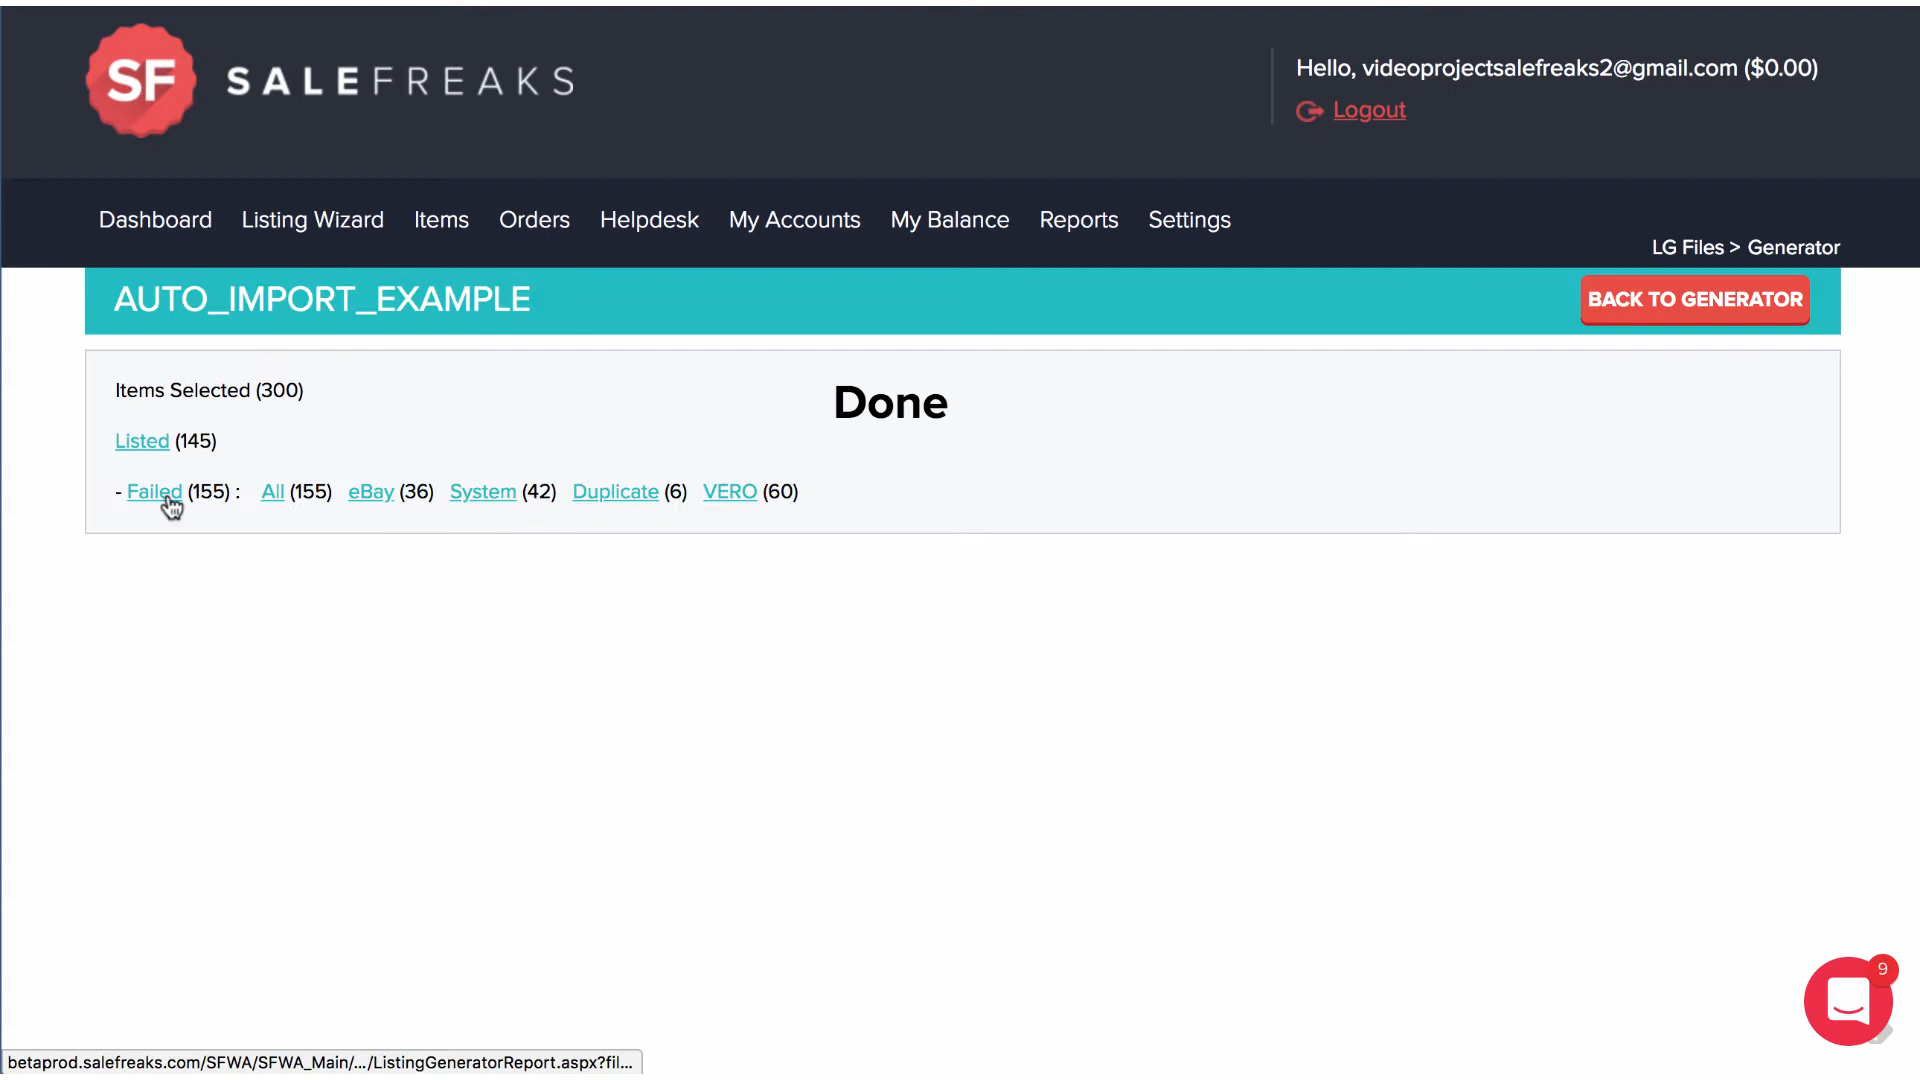 SF SALEFREAKS
Hello, videoprojectsalefreaks2@gmail.com ($0.00)
Logout
Dashboard Listing Wizard Items Orders Helpdesk My Accounts My Balance Reports Settings
LG Files > Generator
AUTO_IMPORT_EXAMPLE
BACK TO GENERATOR
Items Selected (300)
Done
Listed (145)
- Failed (155) : All (155) eBay (36) System (42) Duplicate (6) VERO (60)
9
betaprod.salefreaks.com/SFWA/SFWA_Main/.../ListingGeneratorReport.aspx?fil...